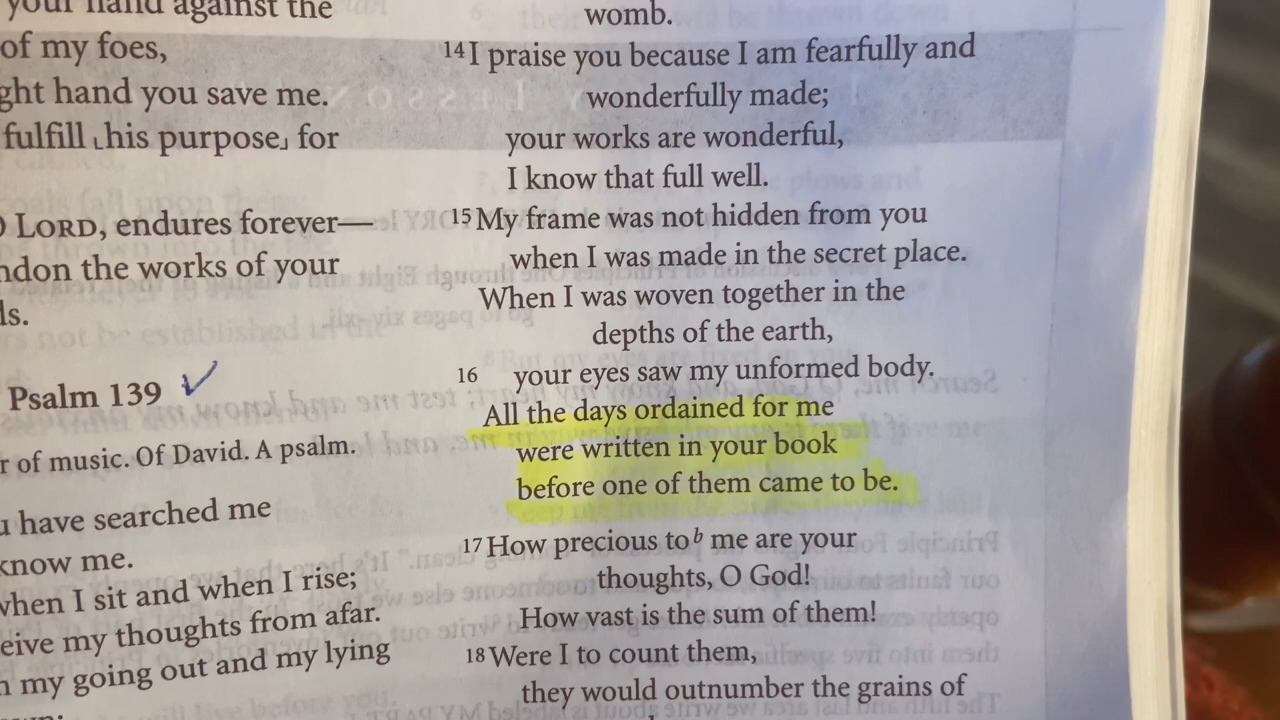 your hand against the
of my foes,
hand you save me.
fulfill ⌞his purpose⌟ for
LORD, endures forever—
the works of your
Psalm 139
of music. Of David. A psalm.
have searched me
know me.
when I sit and when I rise;
my thoughts from afar.
my going out and my lying
womb.
14 I praise you because I am fearfully and
wonderfully made;
your works are wonderful,
I know that full well.
15 My frame was not hidden from you
when I was made in the secret place.
When I was woven together in the
depths of the earth,
16 your eyes saw my unformed body.
All the days ordained for me
were written in your book
before one of them came to be.
17 How precious to b me are your
thoughts, O God!
How vast is the sum of them!
18 Were I to count them,
they would outnumber the grains of